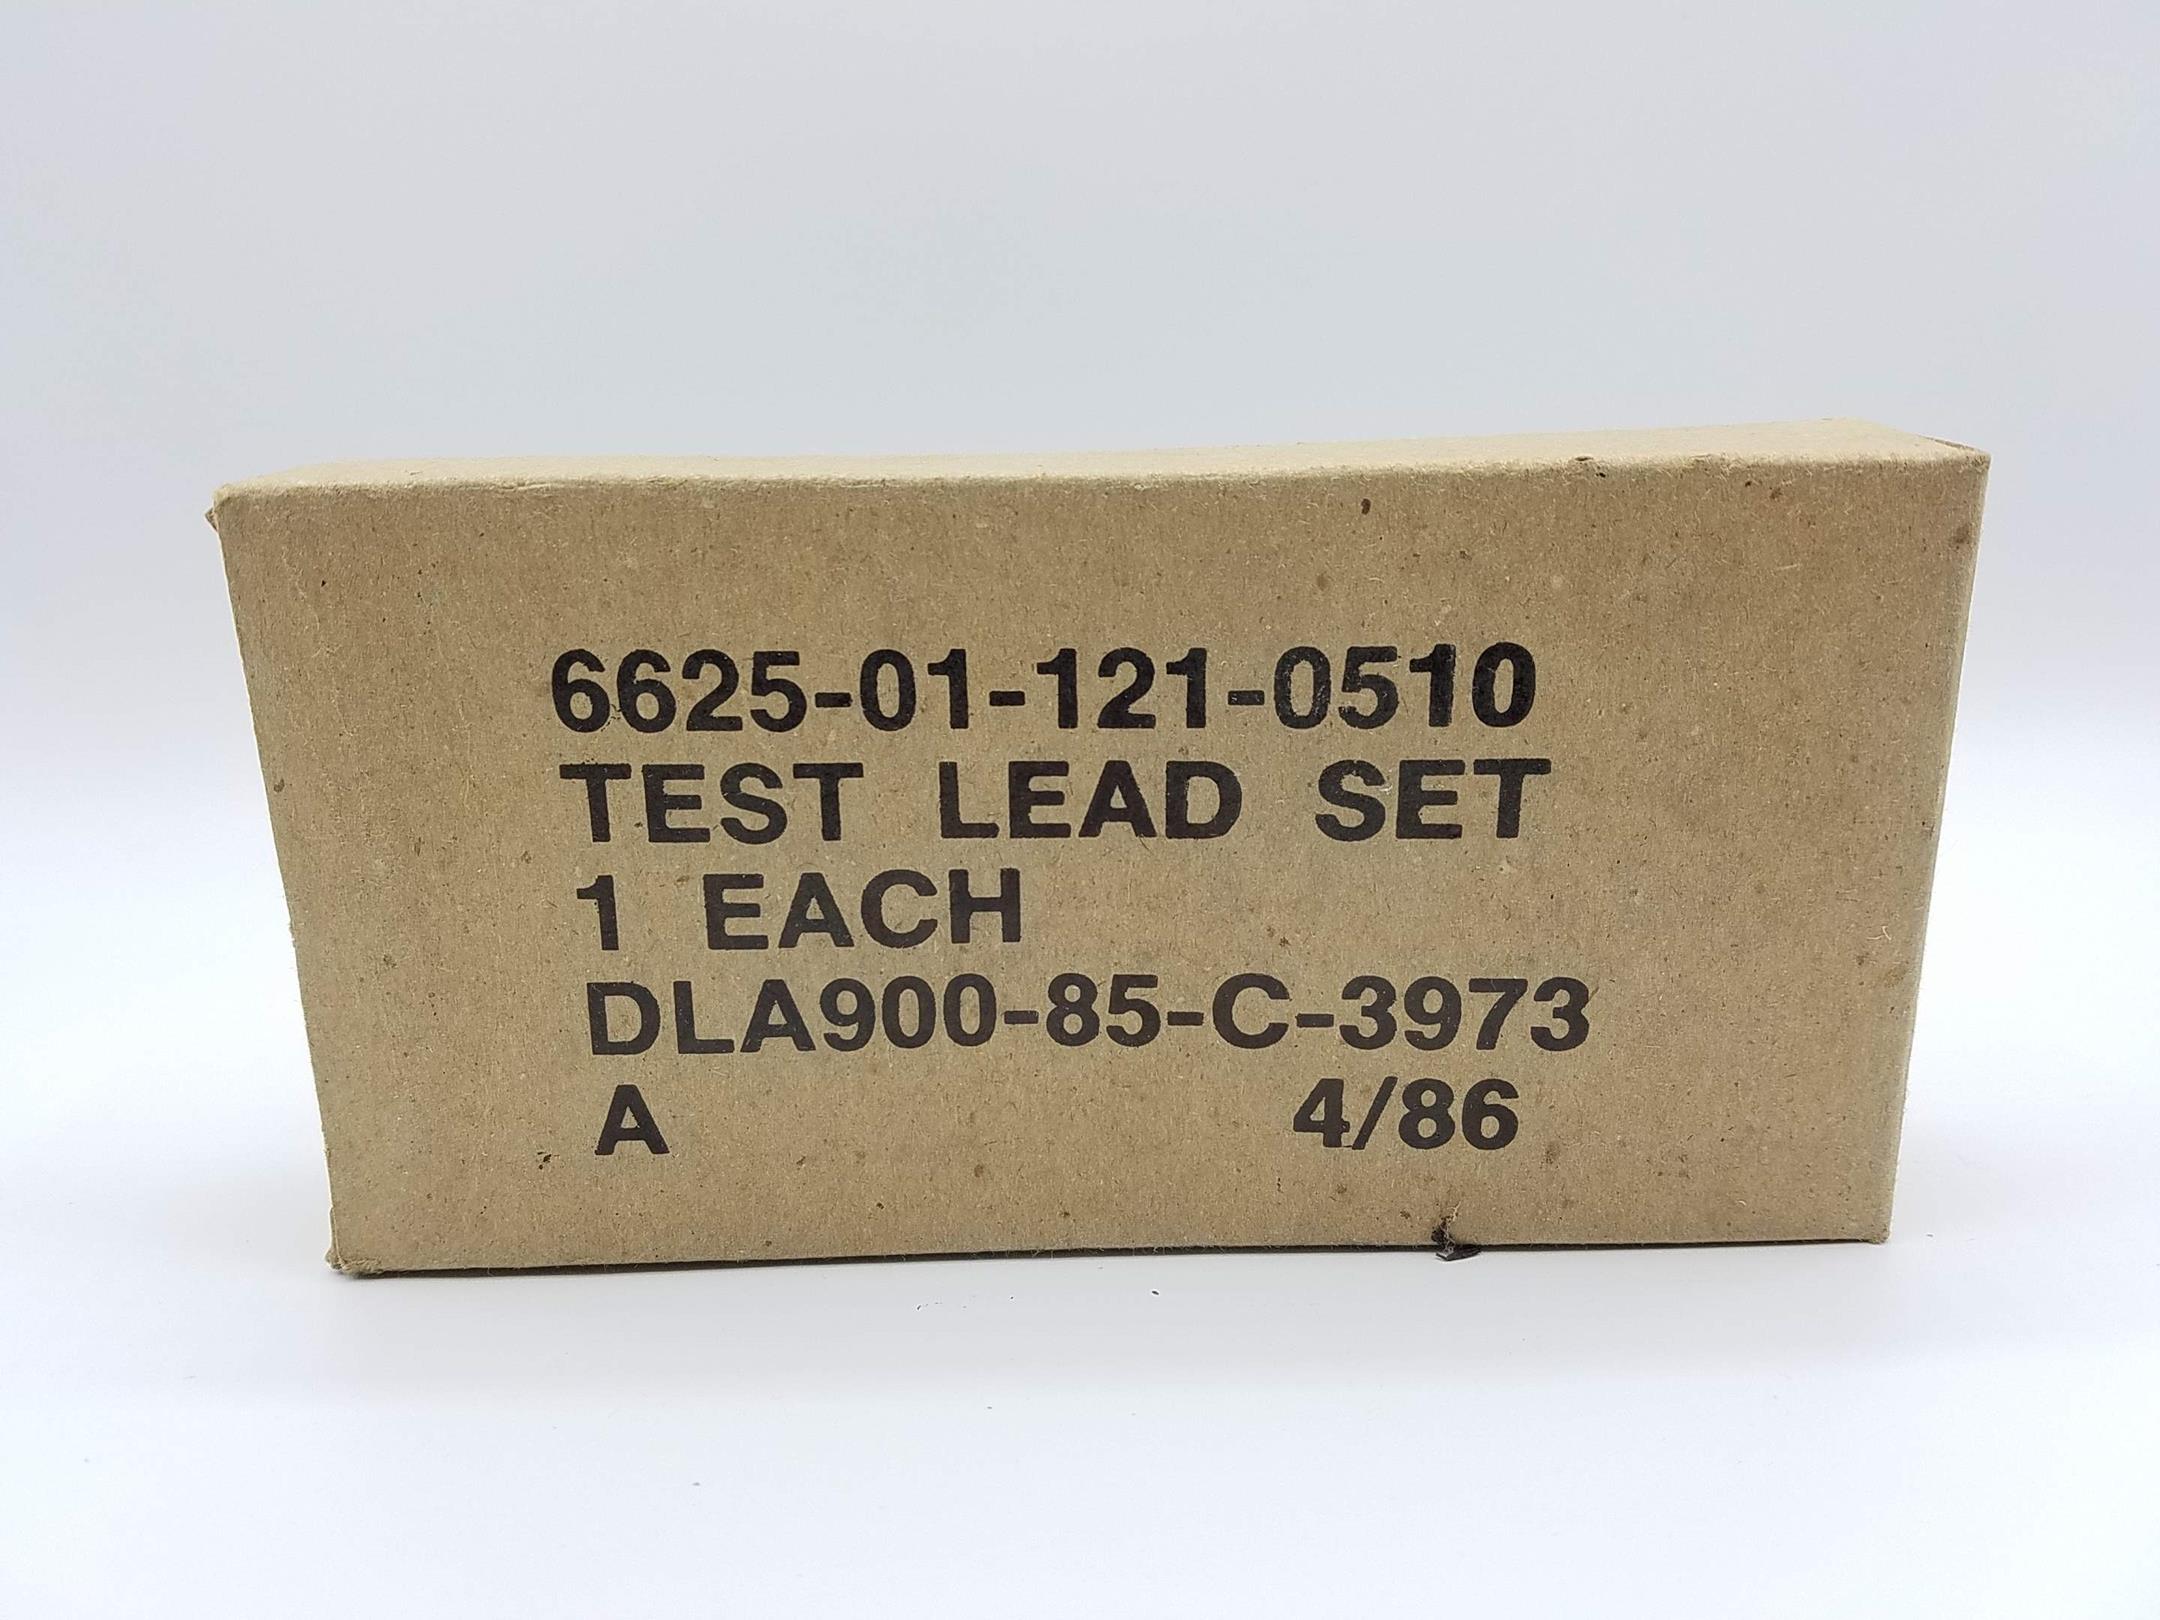 6625-01-121-0510
TEST LEAD SET
1 EACH
DLA900-85-C-3973
A 4/86